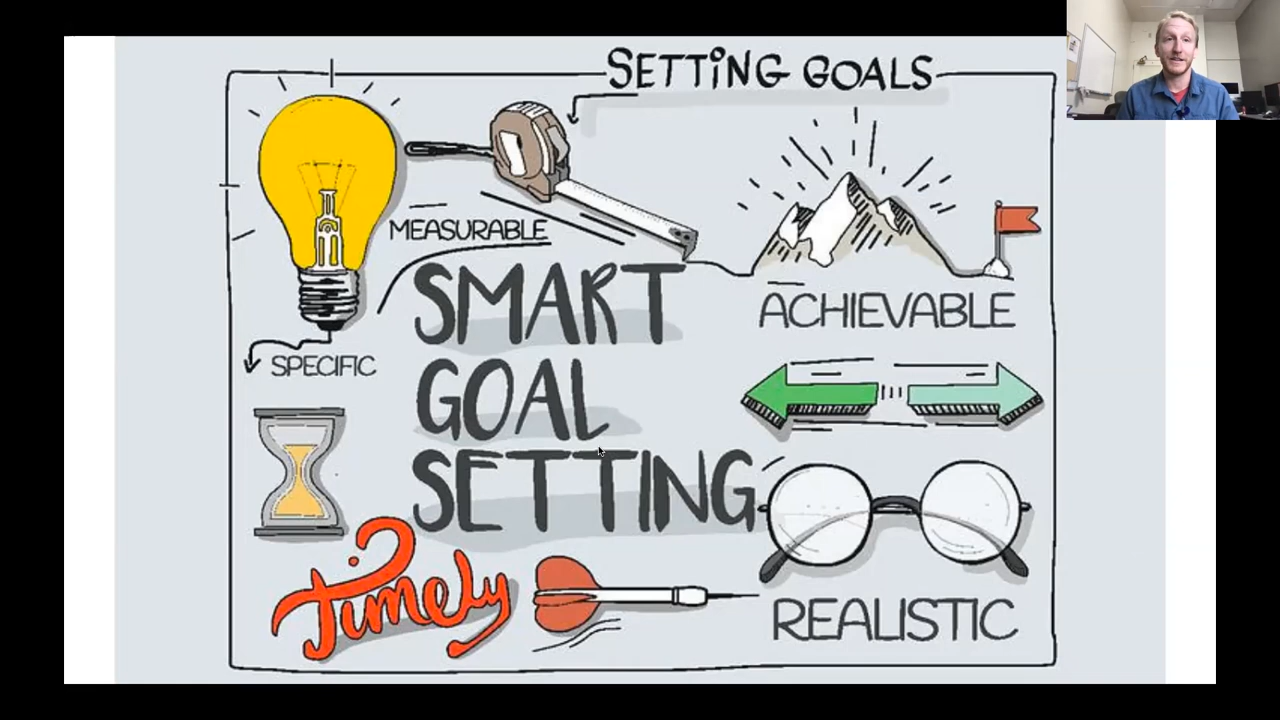 SETTING GOALS
MEASURABLE
SMART
GOAL
SETTING
ACHIEVABLE
SPECIFIC
Timely
REALISTIC